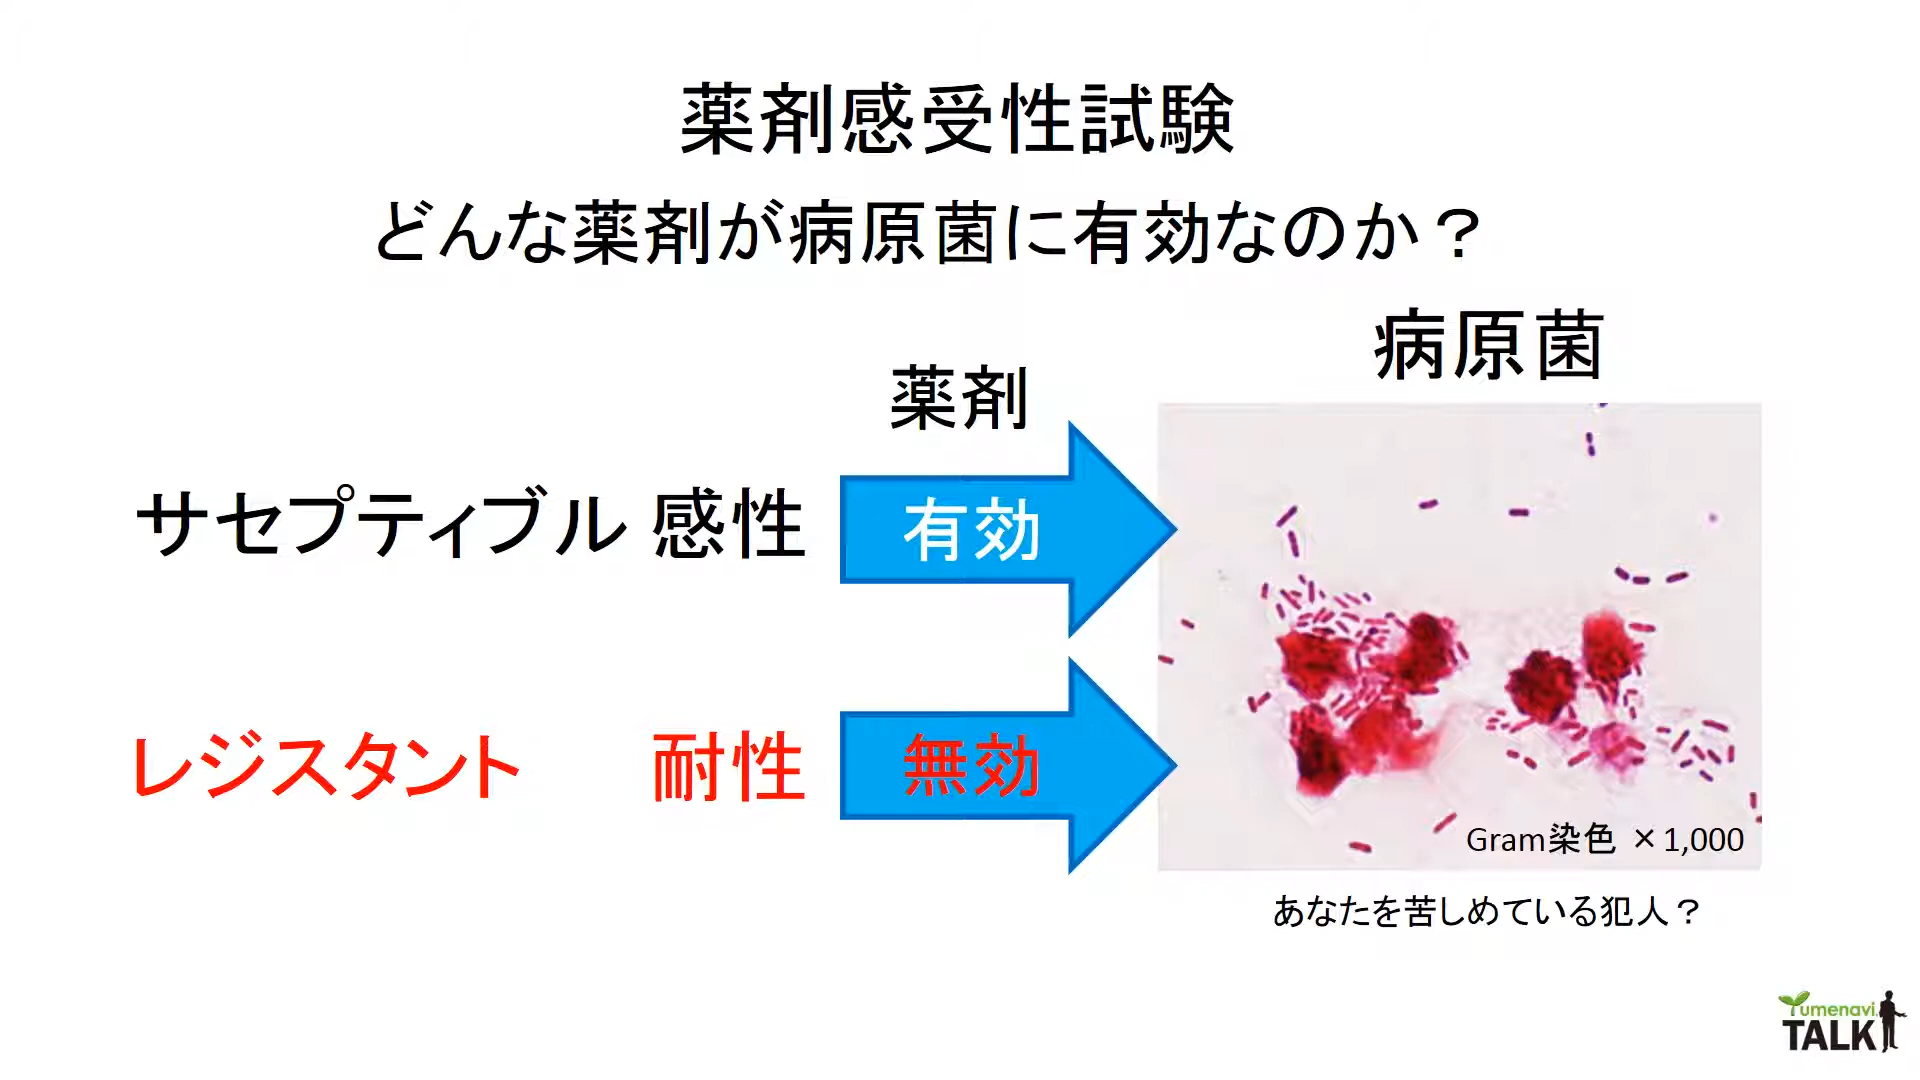 薬剤感受性試験
どんな薬剤が病原菌に有効なのか？
病原菌
薬剤
サセプティブル 感性 有効
レジスタント 耐性 無効
Gram染色 ×1,000
あなたを苦しめている犯人？
Yumenavi
TALK